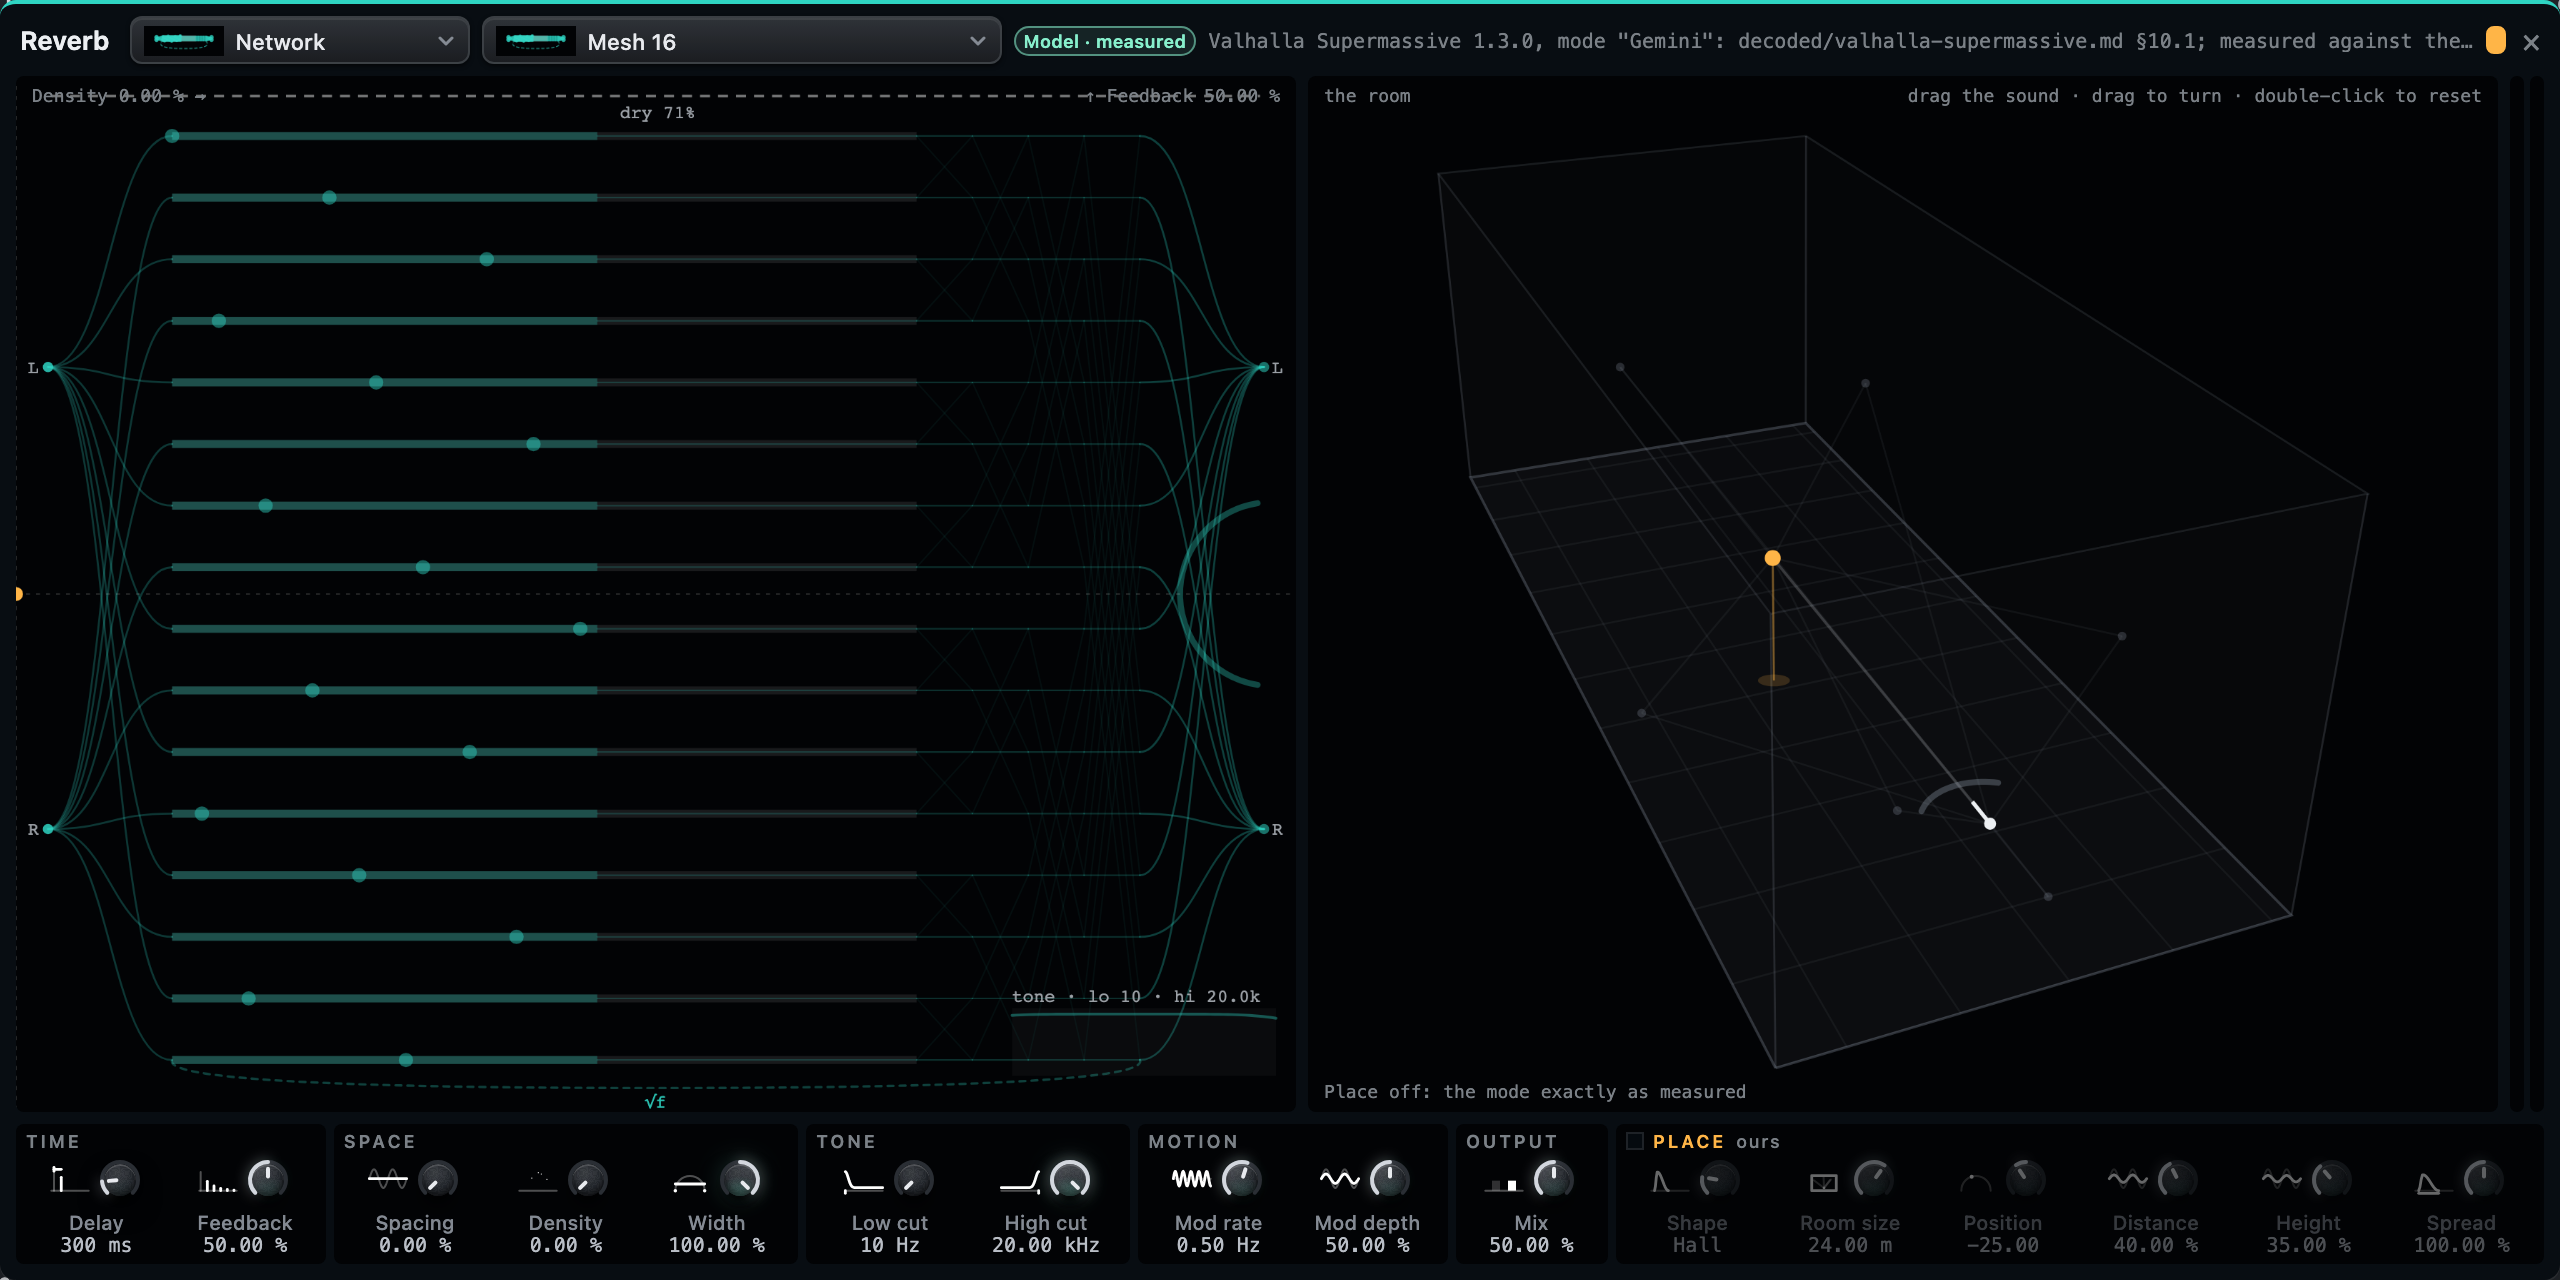 Reverb
Network
Mesh 16
Model · measured
Valhalla Supermassive 1.3.0, mode "Gemini": decoded/valhalla-supermassive.md §10.1; measured against the…
Density 0.00 % →
↑ Feedback 50.00 %
dry 71%
L
L
R
R
tone · lo 10 · hi 20.0k
√f
the room
drag the sound · drag to turn · double-click to reset
Place off: the mode exactly as measured
TIME
Delay
300 ms
Feedback
50.00 %
SPACE
Spacing
0.00 %
Density
0.00 %
Width
100.00 %
TONE
Low cut
10 Hz
High cut
20.00 kHz
MOTION
Mod rate
0.50 Hz
Mod depth
50.00 %
OUTPUT
Mix
50.00 %
PLACE ours
Shape
Hall
Room size
24.00 m
Position
−25.00
Distance
40.00 %
Height
35.00 %
Spread
100.00 %